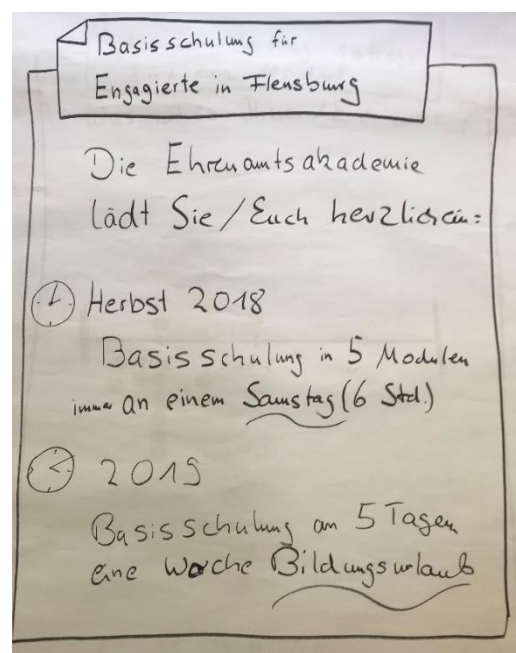 Basisschulung für
Engagierte in Flensburg
Die Ehrenamtsakademie
lädt Sie / Euch herzlich ein:
Herbst 2018
Basisschulung in 5 Modulen
immer an einem Samstag (6 Std.)
2019
Basisschulung an 5 Tagen
eine Woche Bildungsurlaub